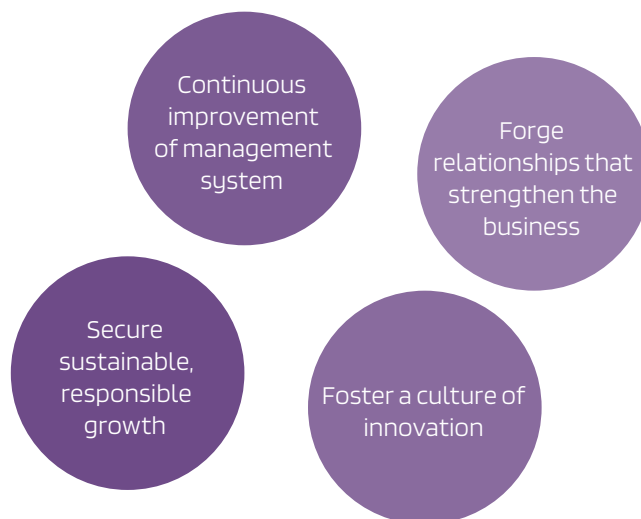 Continuous
improvement
of management
system
Forge
relationships that
strengthen the
business
Secure
sustainable,
responsible
growth
Foster a culture of
innovation